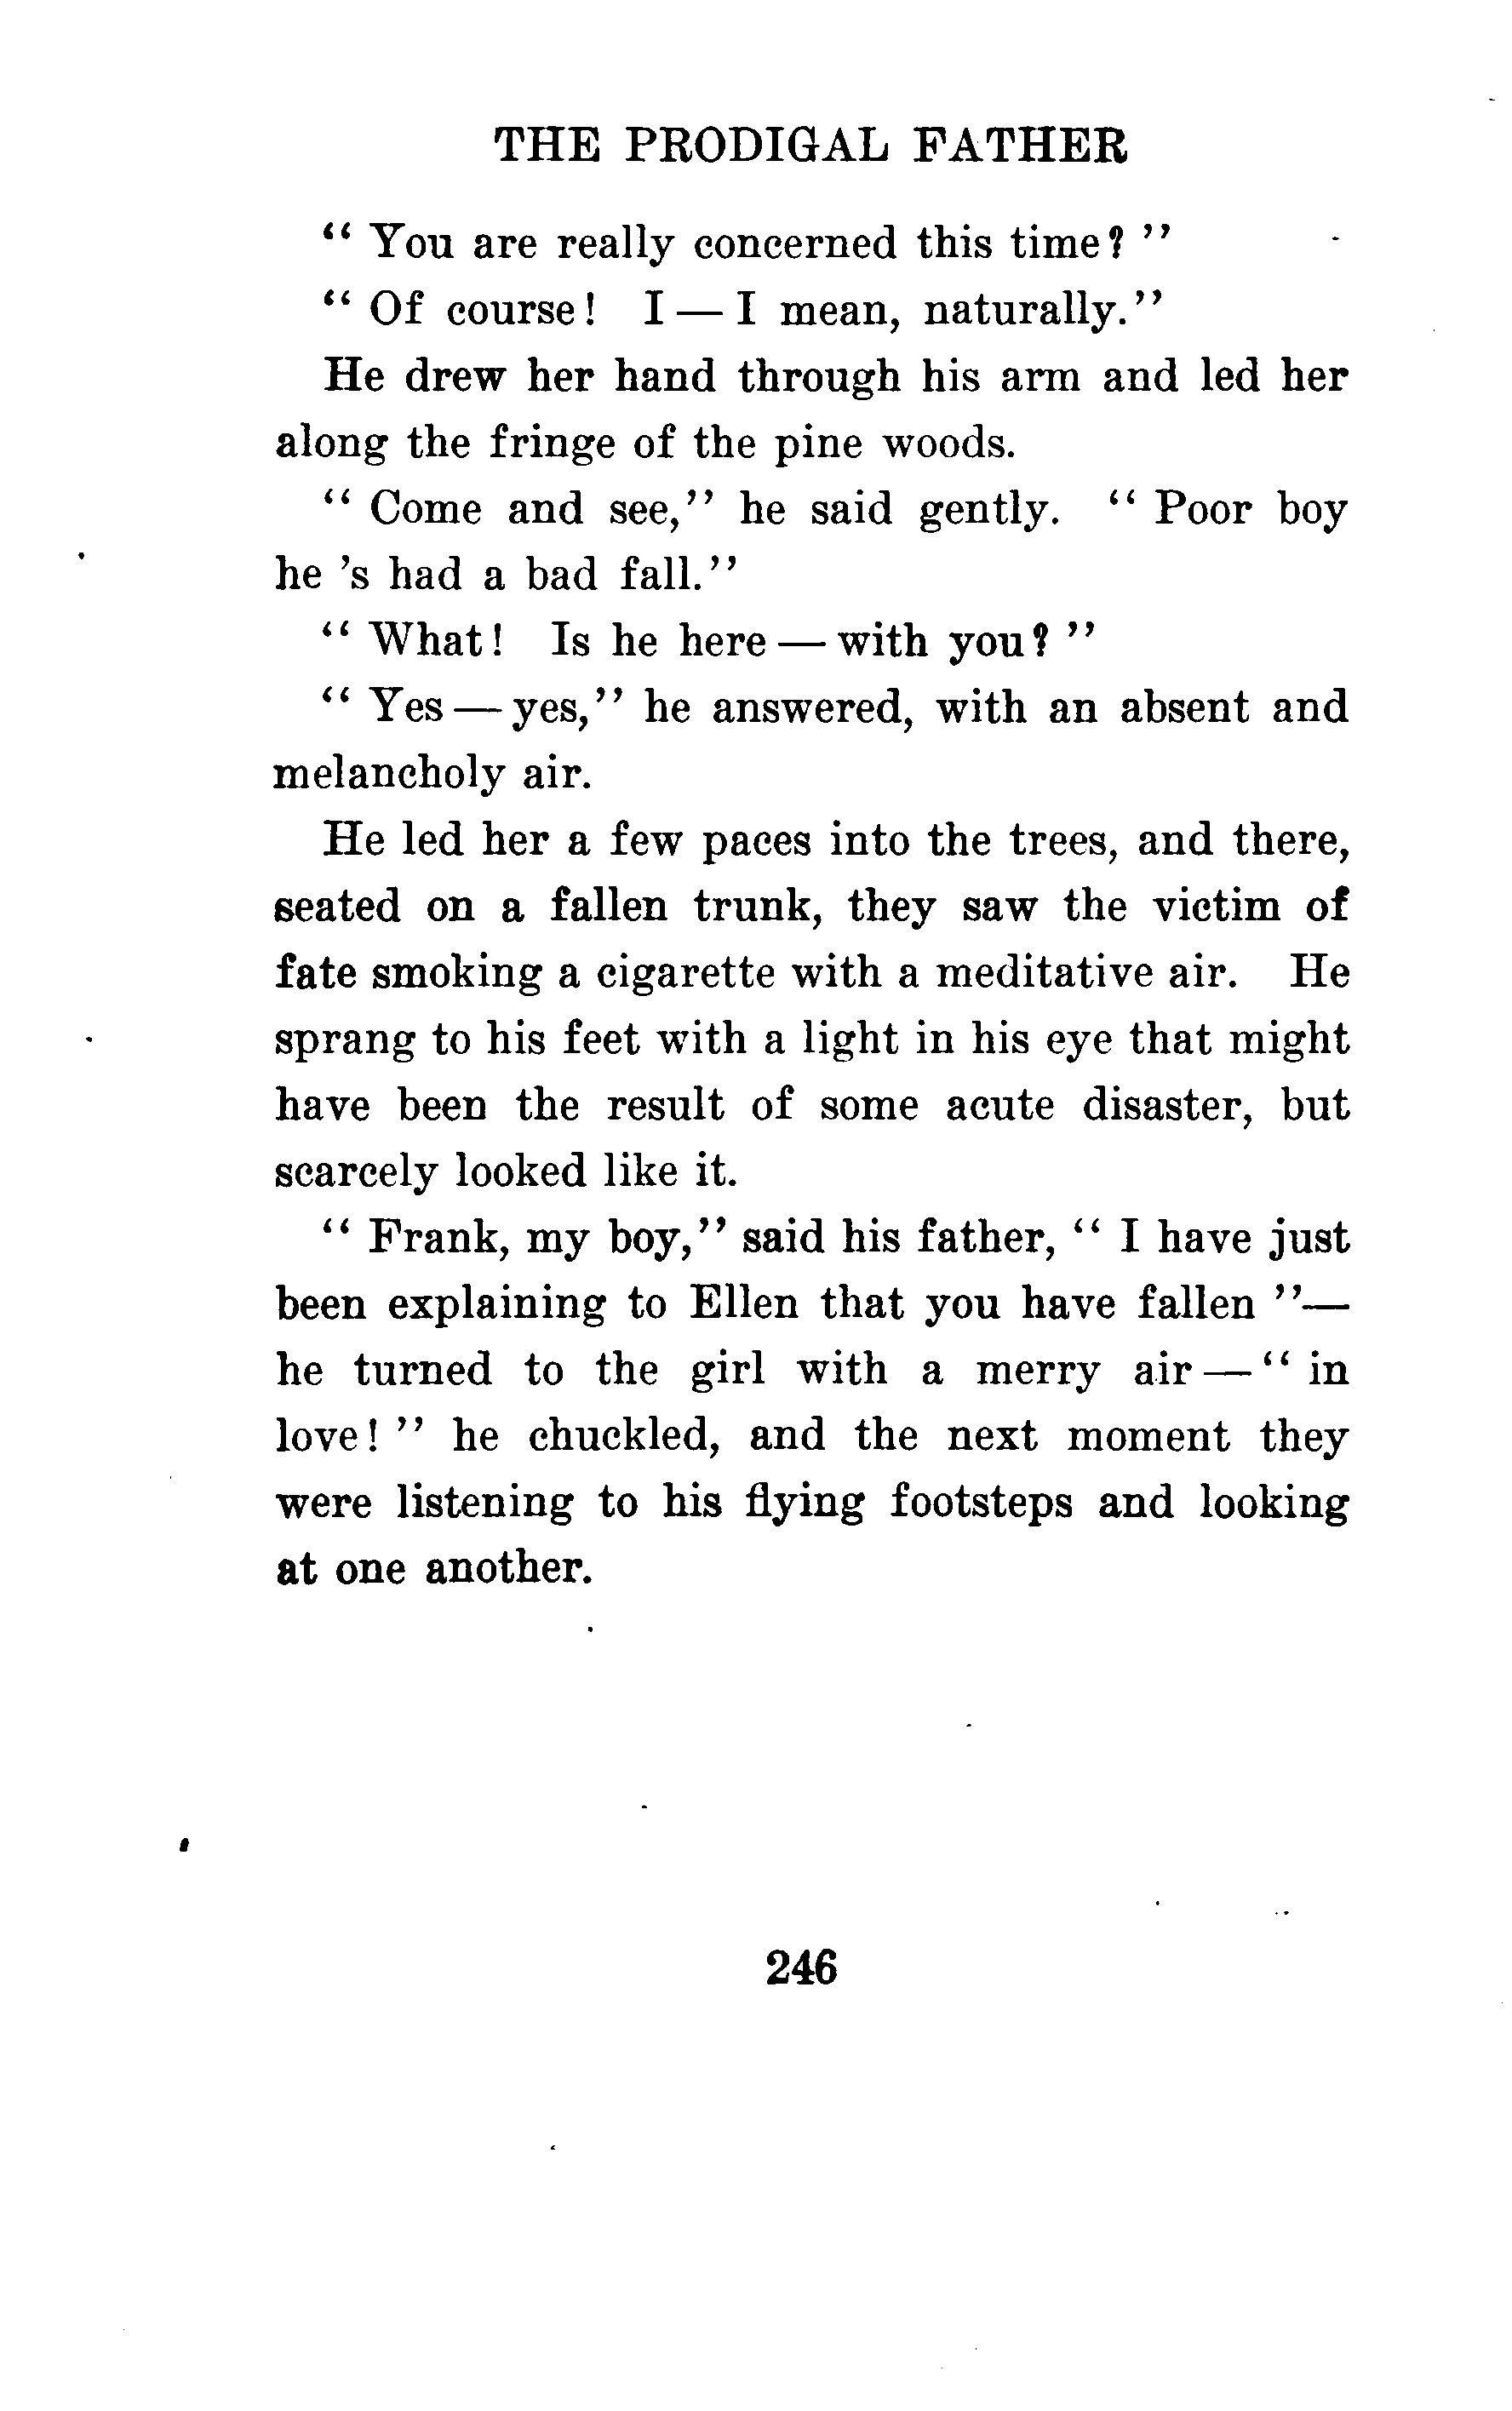 THE PRODIGAL FATHER
“ You are really concerned this time? ”
“ Of course! I — I mean, naturally.”
He drew her hand through his arm and led her
along the fringe of the pine woods.
“ Come and see,” he said gently. “ Poor boy
he 's had a bad fall.”
“ What! Is he here — with you? ”
“ Yes — yes,” he answered, with an absent and
melancholy air.
He led her a few paces into the trees, and there,
seated on a fallen trunk, they saw the victim of
fate smoking a cigarette with a meditative air. He
sprang to his feet with a light in his eye that might
have been the result of some acute disaster, but
scarcely looked like it.
“ Frank, my boy,” said his father, “ I have just
been explaining to Ellen that you have fallen ”—
he turned to the girl with a merry air — “ in
love! ” he chuckled, and the next moment they
were listening to his flying footsteps and looking
at one another.
246